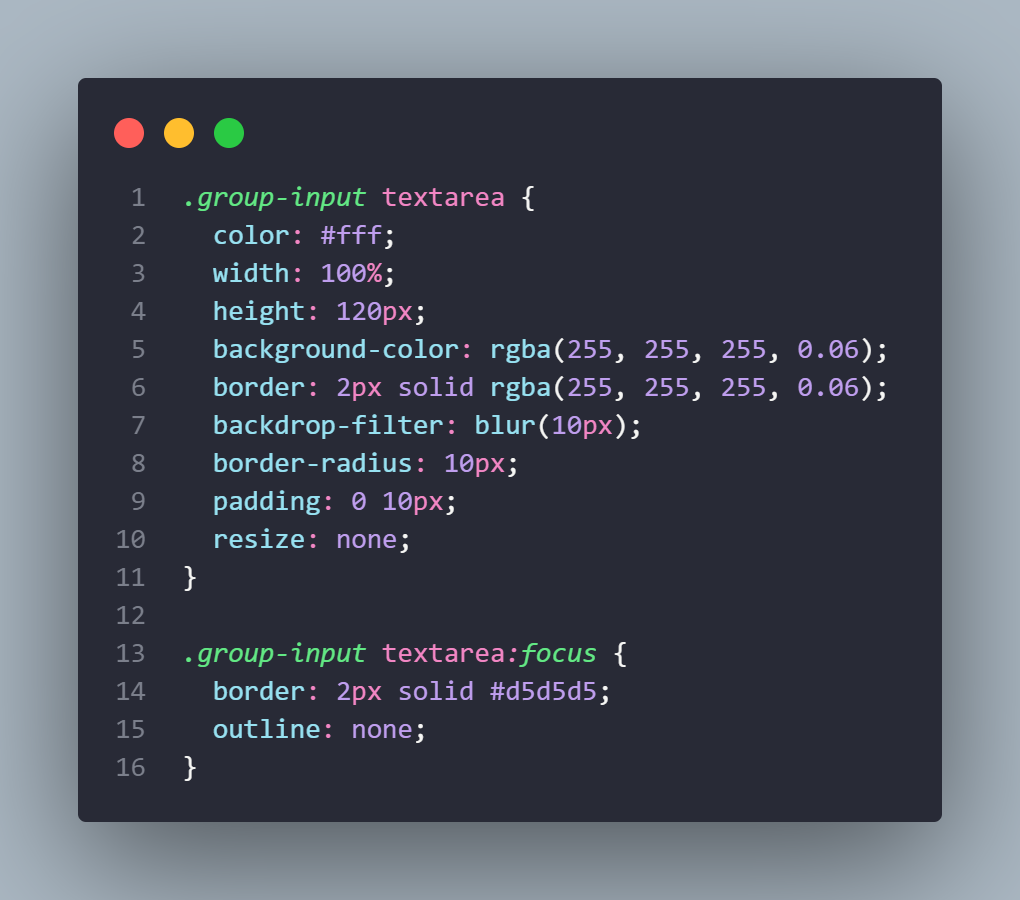 1 .group-input textarea {
2   color: #fff;
3   width: 100%;
4   height: 120px;
5   background-color: rgba(255, 255, 255, 0.06);
6   border: 2px solid rgba(255, 255, 255, 0.06);
7   backdrop-filter: blur(10px);
8   border-radius: 10px;
9   padding: 0 10px;
10   resize: none;
11 }
12
13 .group-input textarea:focus {
14   border: 2px solid #d5d5d5;
15   outline: none;
16 }